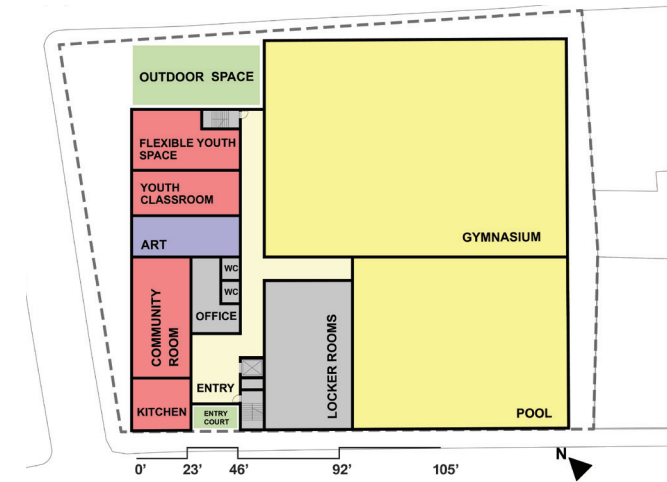 OUTDOOR SPACE
FLEXIBLE YOUTH
SPACE
YOUTH
CLASSROOM
ART
GYMNASIUM
WC
WC
OFFICE
COMMUNITY
ROOM
LOCKER ROOMS
ENTRY
KITCHEN
ENTRY
COURT
POOL
0' 23' 46' 92' 105'
N